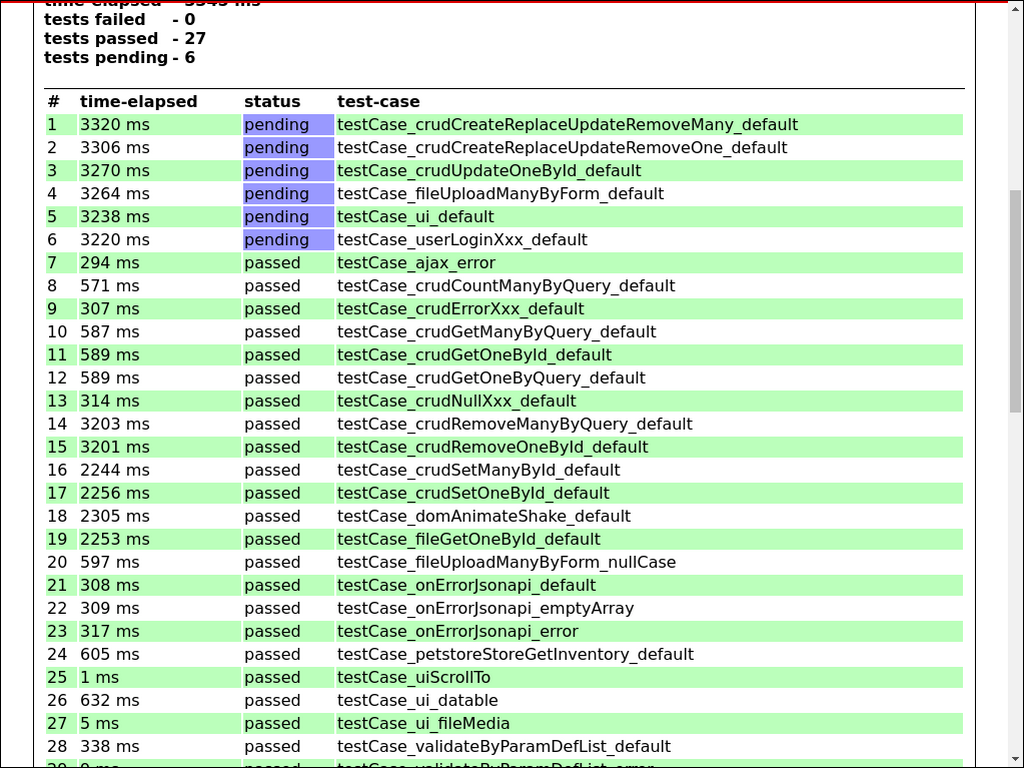 tests failed - 0
tests passed - 27
tests pending - 6
# time-elapsed status test-case
1 3320 ms pending testCase_crudCreateReplaceUpdateRemoveMany_default
2 3306 ms pending testCase_crudCreateReplaceUpdateRemoveOne_default
3 3270 ms pending testCase_crudUpdateOneById_default
4 3264 ms pending testCase_fileUploadManyByForm_default
5 3238 ms pending testCase_ui_default
6 3220 ms pending testCase_userLoginXxx_default
7 294 ms passed testCase_ajax_error
8 571 ms passed testCase_crudCountManyByQuery_default
9 307 ms passed testCase_crudErrorXxx_default
10 587 ms passed testCase_crudGetManyByQuery_default
11 589 ms passed testCase_crudGetOneById_default
12 589 ms passed testCase_crudGetOneByQuery_default
13 314 ms passed testCase_crudNullXxx_default
14 3203 ms passed testCase_crudRemoveManyByQuery_default
15 3201 ms passed testCase_crudRemoveOneById_default
16 2244 ms passed testCase_crudSetManyById_default
17 2256 ms passed testCase_crudSetOneById_default
18 2305 ms passed testCase_domAnimateShake_default
19 2253 ms passed testCase_fileGetOneById_default
20 597 ms passed testCase_fileUploadManyByForm_nullCase
21 308 ms passed testCase_onErrorJsonapi_default
22 309 ms passed testCase_onErrorJsonapi_emptyArray
23 317 ms passed testCase_onErrorJsonapi_error
24 605 ms passed testCase_petstoreStoreGetInventory_default
25 1 ms passed testCase_uiScrollTo
26 632 ms passed testCase_ui_datable
27 5 ms passed testCase_ui_fileMedia
28 338 ms passed testCase_validateByParamDefList_default